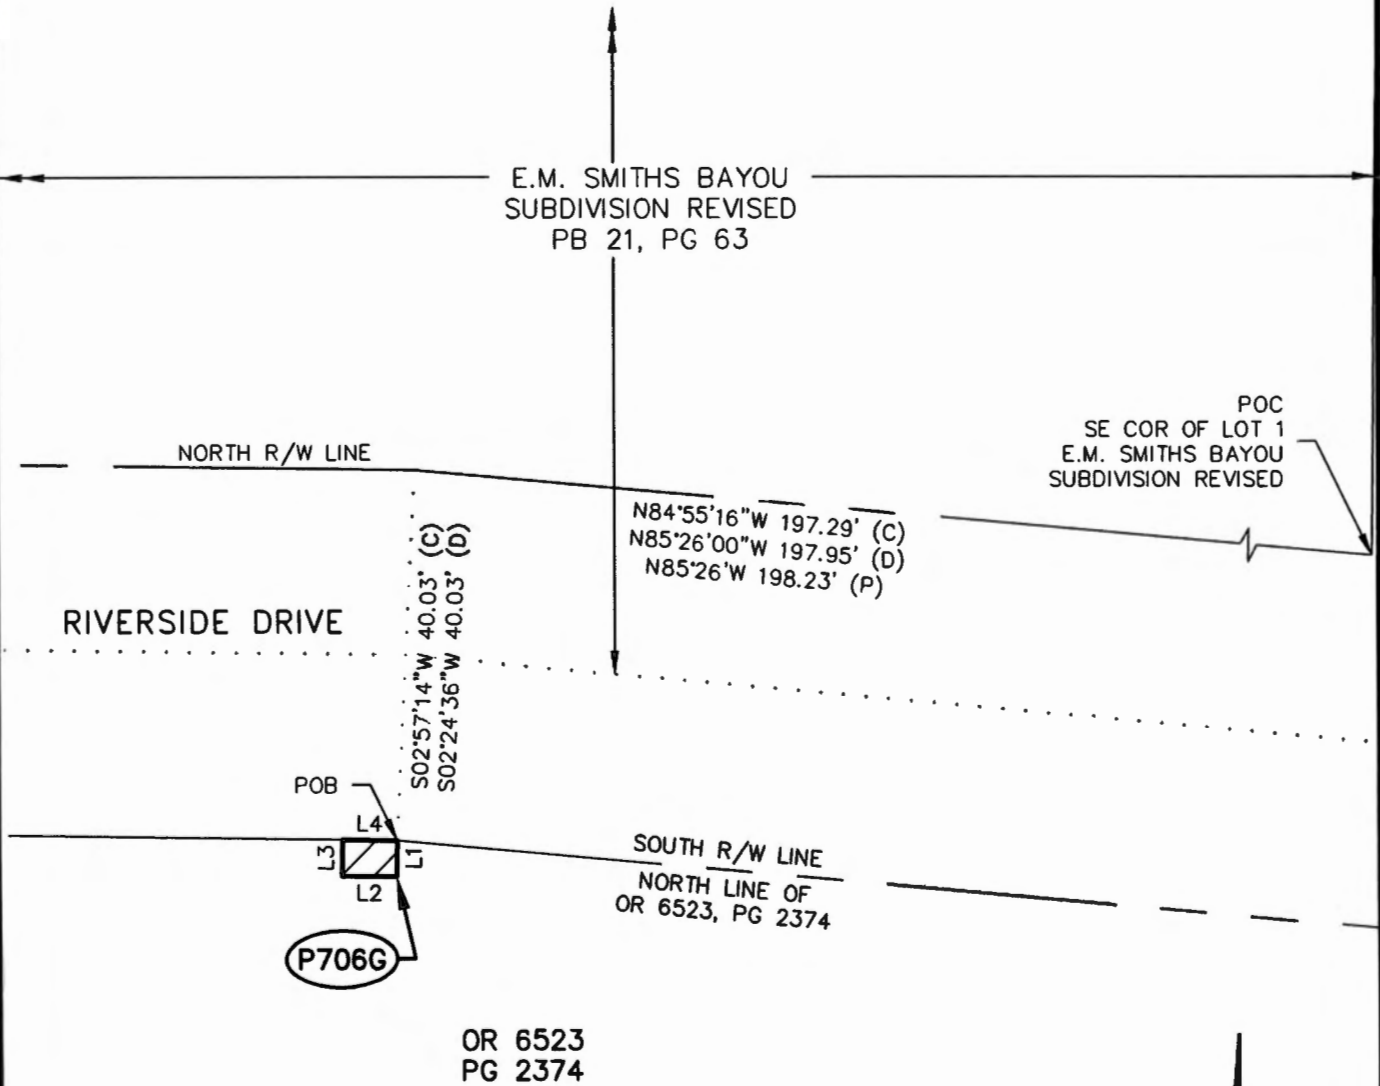 E.M. SMITHS BAYOU
SUBDIVISION REVISED
PB 21, PG 63
POC
SE COR OF LOT 1
E.M. SMITHS BAYOU
SUBDIVISION REVISED
NORTH R/W LINE
N84°55'16"W 197.29' (C)
N85°26'00"W 197.95' (D)
N85°26'W 198.23' (P)
S02°57'14"W 40.03' (C)
S02°24'36"W 40.03' (D)
RIVERSIDE DRIVE
POB
L4
L3
L1
L2
SOUTH R/W LINE
NORTH LINE OF
OR 6523, PG 2374
P706G
OR 6523
PG 2374